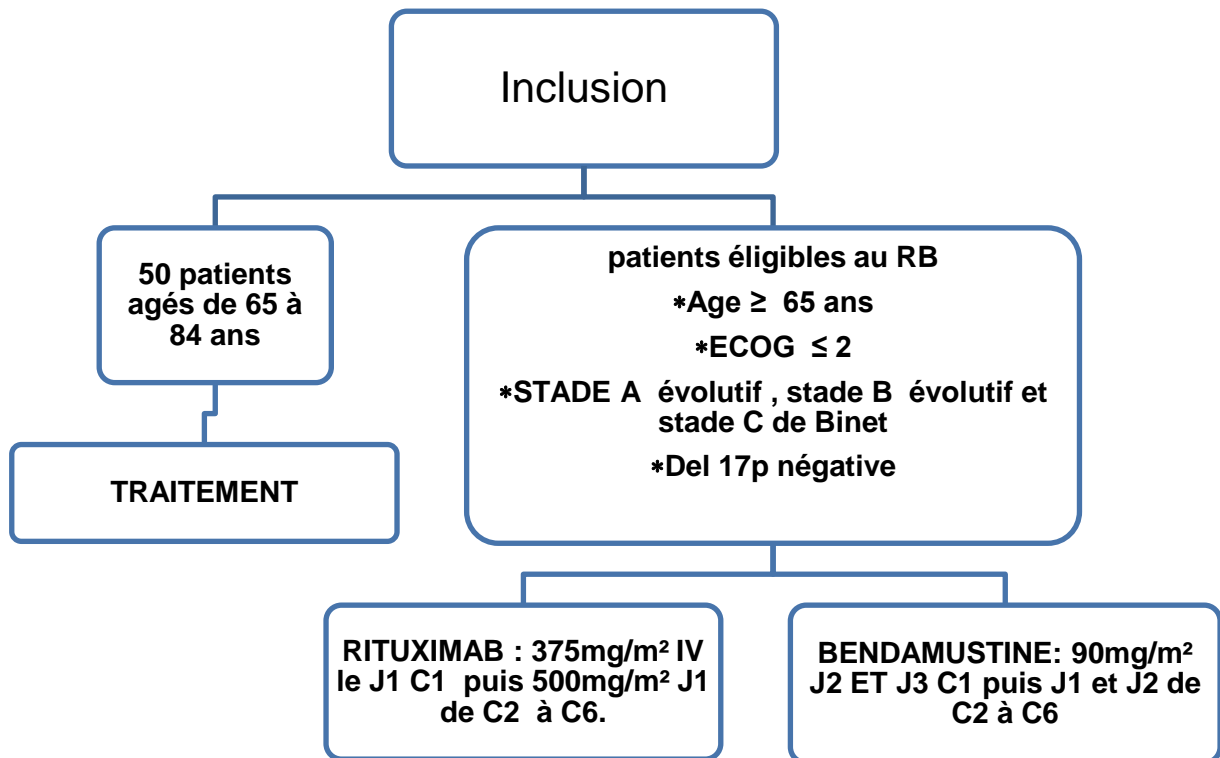 Inclusion
50 patients
agés de 65 à
84 ans
TRAITEMENT
patients éligibles au RB
*Age ≥ 65 ans
*ECOG ≤ 2
*STADE A évolutif , stade B évolutif et
stade C de Binet
*Del 17p négative
RITUXIMAB : 375mg/m² IV
le J1 C1 puis 500mg/m² J1
de C2 à C6.
BENDAMUSTINE: 90mg/m²
J2 ET J3 C1 puis J1 et J2 de
C2 à C6